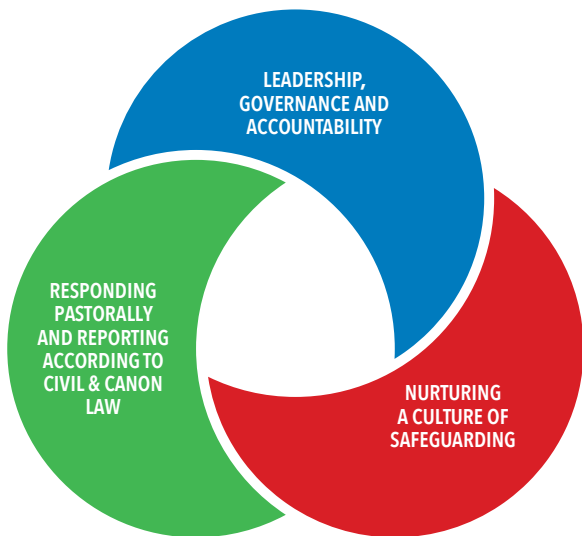 LEADERSHIP,
GOVERNANCE AND
ACCOUNTABILITY
RESPONDING
PASTORALLY
AND REPORTING
ACCORDING TO
CIVIL & CANON
LAW
NURTURING
A CULTURE OF
SAFEGUARDING